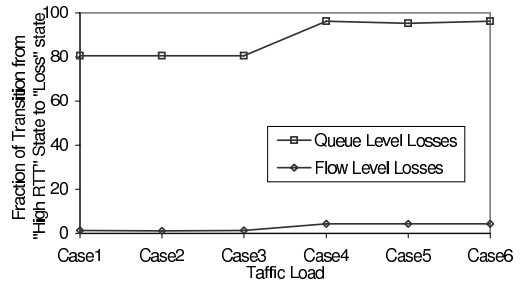 Fraction of Transition from
"High RTT" State to "Loss" state
100
80
60
40
20
0
Queue Level Losses
Flow Level Losses
Case1 Case2 Case3 Case4 Case5 Case6
Taffic Load